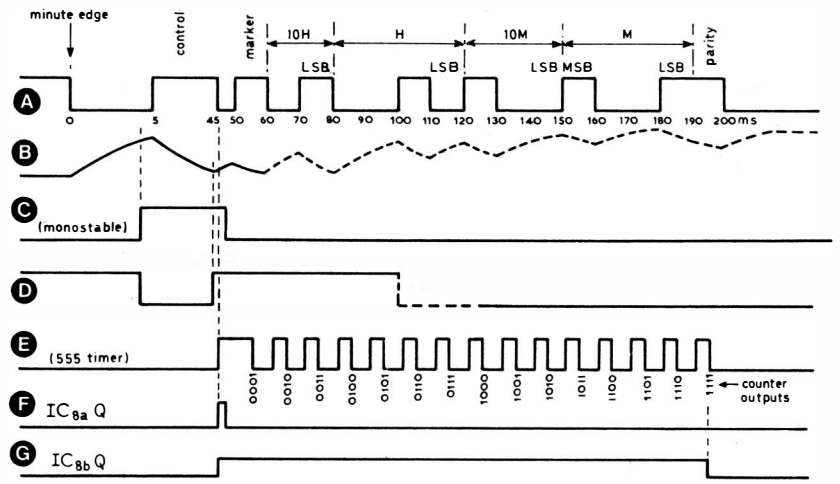 minute edge
control
marker
10H
H
10M
M
parity
LSB
LSB
LSB MSB
LSB
A
0 5 45 50 60 70 80 90 100 110 120 130 140 150 160 170 180 190 200ms
B
C
(monostable)
D
E
(555 timer)
0001 0010 0011 0100 0101 0110 0111 1000 1001 1010 1011 1100 1101 1110 1111
counter
outputs
F
IC8a Q
G
IC8b Q